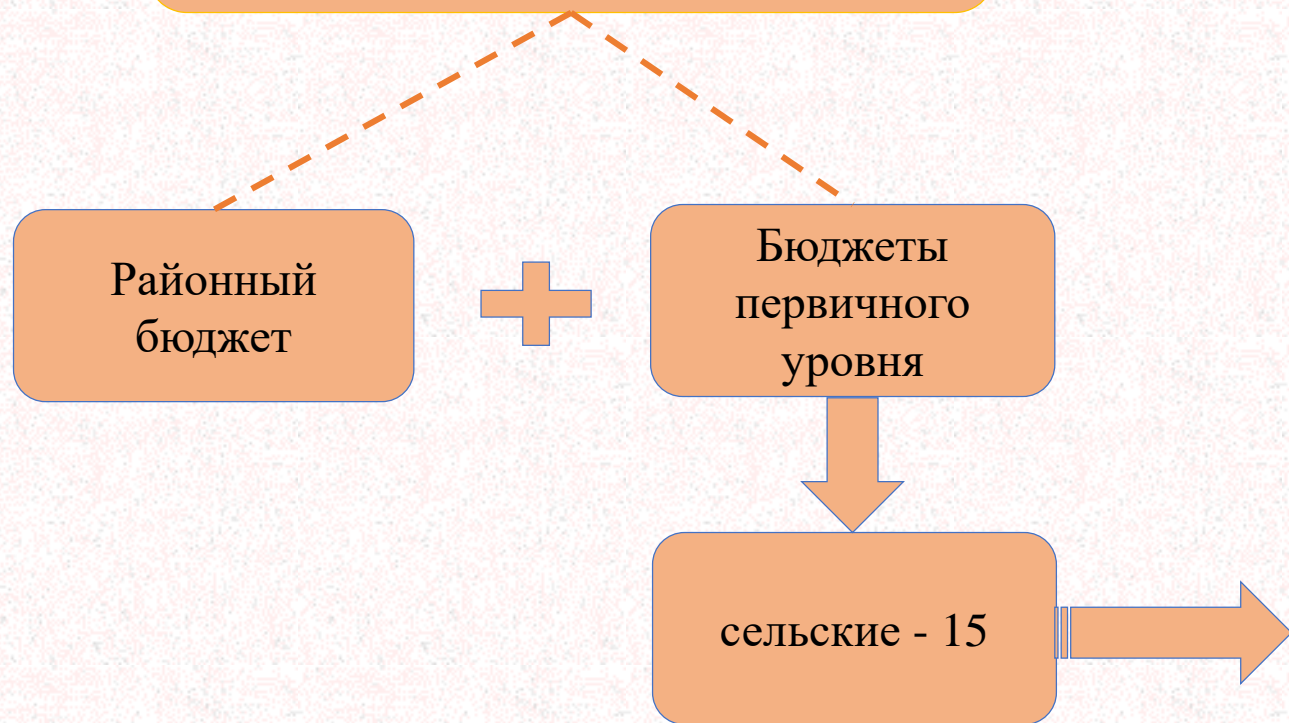 Районный
бюджет
Бюджеты
первичного
уровня
сельские - 15